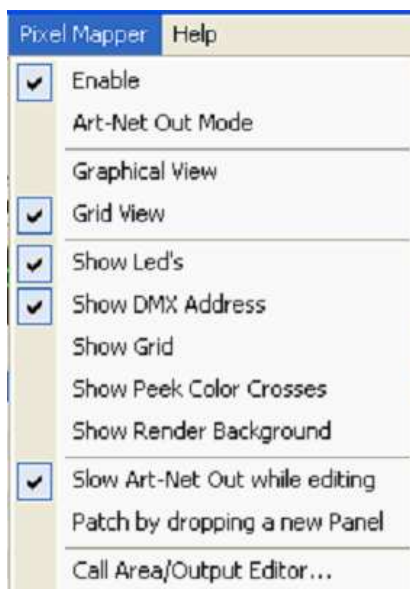 Pixel Mapper Help
Enable
Art-Net Out Mode
Graphical View
Grid View
Show Led's
Show DMX Address
Show Grid
Show Peek Color Crosses
Show Render Background
Slow Art-Net Out while editing
Patch by dropping a new Panel
Call Area/Output Editor...